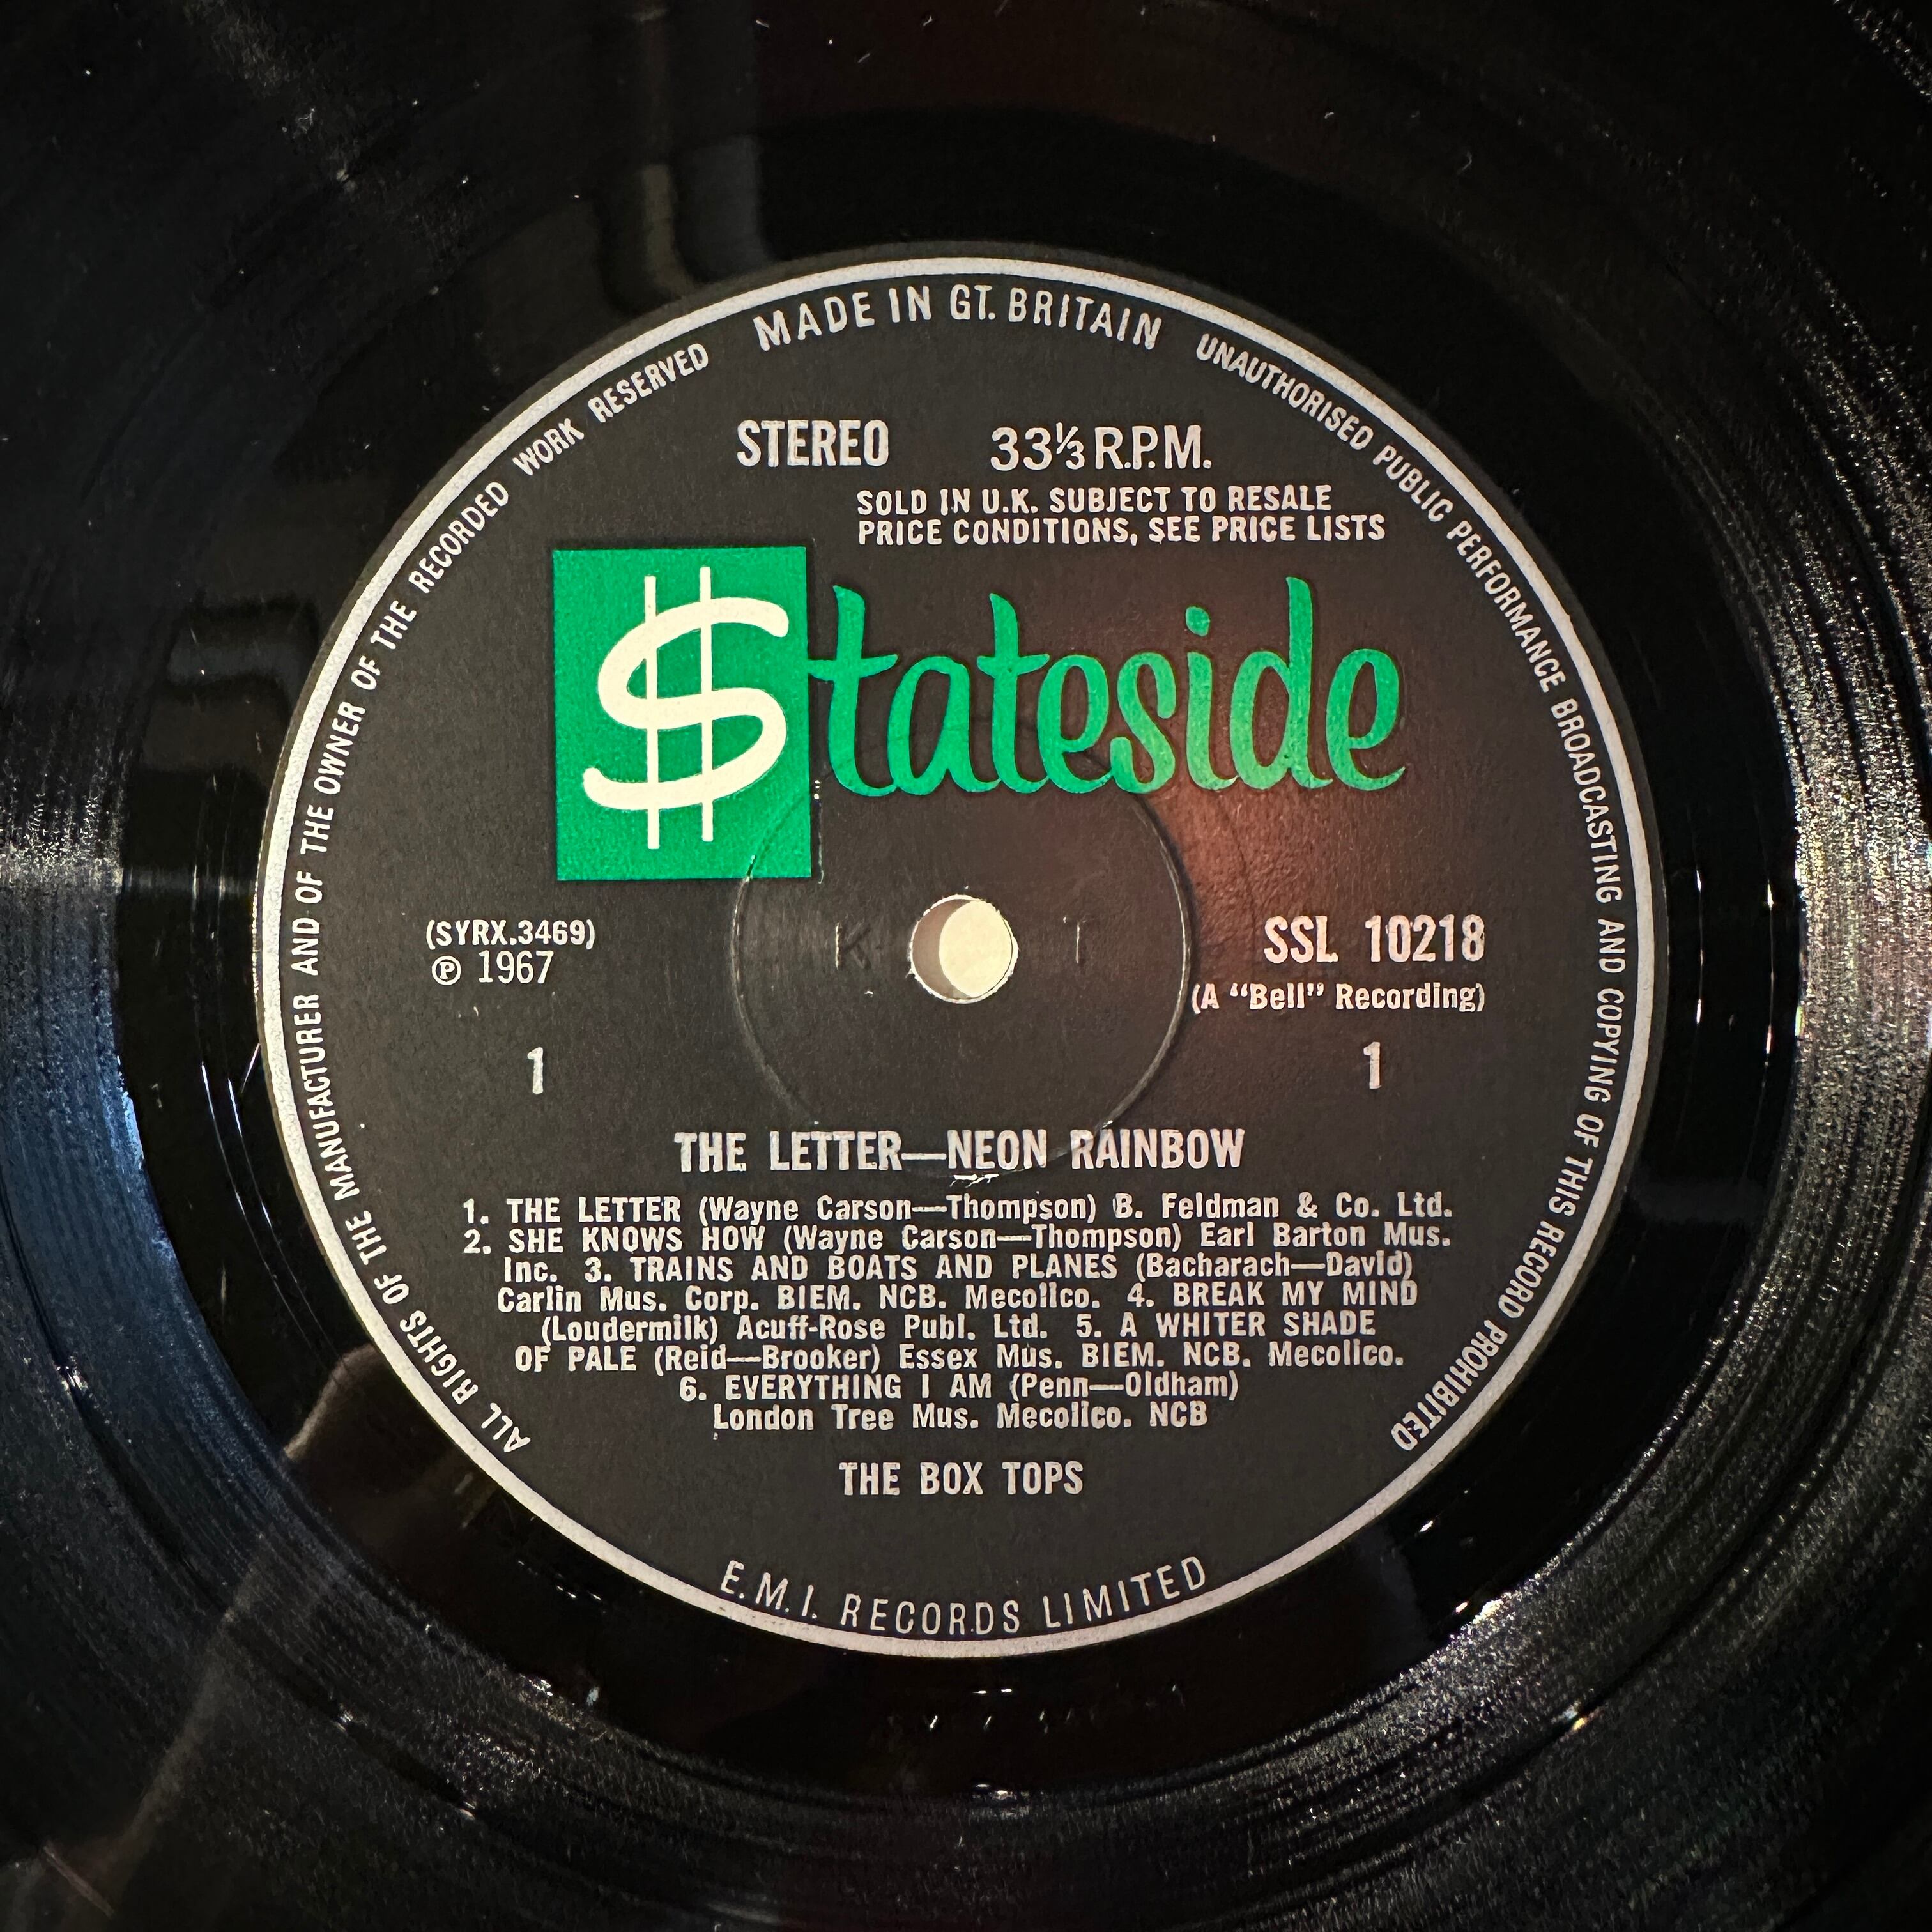 MADE IN GT. BRITAIN
UNAUTHORISED PUBLIC PERFORMANCE BROADCASTING AND COPYING OF THIS RECORD PROHIBITED
ALL RIGHTS OF THE MANUFACTURER AND OF THE OWNER OF THE RECORDED WORK RESERVED
STEREO 33⅓ R.P.M.
SOLD IN U.K. SUBJECT TO RESALE
PRICE CONDITIONS, SEE PRICE LISTS
$tateside
(SYRX.3469)
℗ 1967
SSL 10218
(A “Bell” Recording)
K T
1 1
THE LETTER—NEON RAINBOW
1. THE LETTER (Wayne Carson—Thompson) B. Feldman & Co. Ltd.
2. SHE KNOWS HOW (Wayne Carson—Thompson) Earl Barton Mus.
Inc. 3. TRAINS AND BOATS AND PLANES (Bacharach—David)
Carlin Mus. Corp. BIEM. NCB. Mecolico. 4. BREAK MY MIND
(Loudermilk) Acuff-Rose Publ. Ltd. 5. A WHITER SHADE
OF PALE (Reid—Brooker) Essex Mus. BIEM. NCB. Mecolico.
6. EVERYTHING I AM (Penn—Oldham)
London Tree Mus. Mecolico. NCB
THE BOX TOPS
E.M.I. RECORDS LIMITED